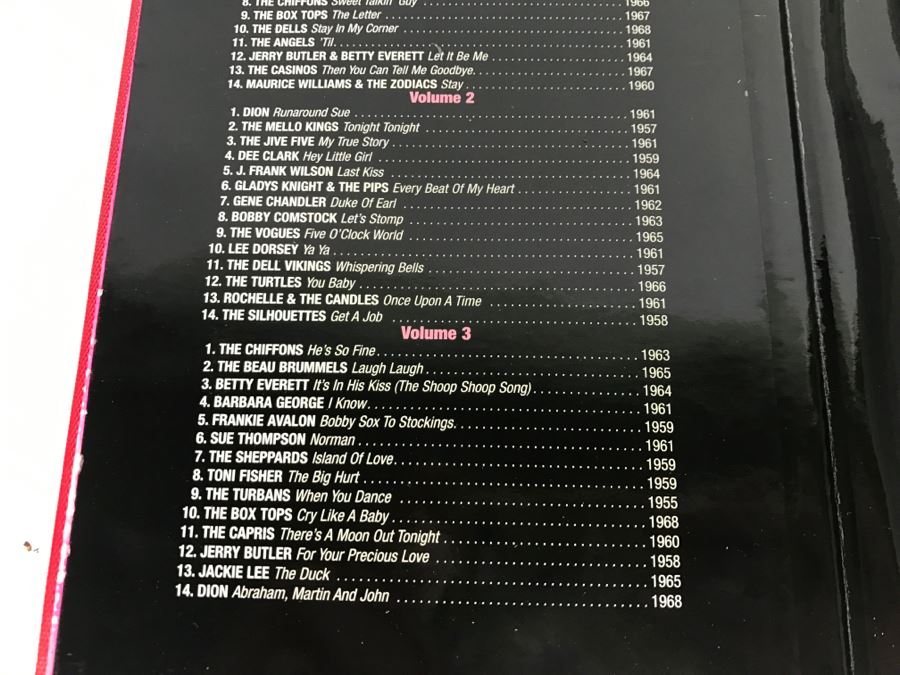 8. THE CHIFFONS Sweet Talkin' Guy 1966
9. THE BOX TOPS The Letter 1967
10. THE DELLS Stay In My Corner 1968
11. THE ANGELS 'Til 1961
12. JERRY BUTLER & BETTY EVERETT Let It Be Me 1964
13. THE CASINOS Then You Can Tell Me Goodbye 1967
14. MAURICE WILLIAMS & THE ZODIACS Stay 1960
Volume 2
1. DION Runaround Sue 1961
2. THE MELLO KINGS Tonight Tonight 1957
3. THE JIVE FIVE My True Story 1961
4. DEE CLARK Hey Little Girl 1959
5. J. FRANK WILSON Last Kiss 1964
6. GLADYS KNIGHT & THE PIPS Every Beat Of My Heart 1961
7. GENE CHANDLER Duke Of Earl 1962
8. BOBBY COMSTOCK Let's Stomp 1963
9. THE VOGUES Five O'Clock World 1965
10. LEE DORSEY Ya Ya 1961
11. THE DELL VIKINGS Whispering Bells 1957
12. THE TURTLES You Baby 1966
13. ROCHELLE & THE CANDLES Once Upon A Time 1961
14. THE SILHOUETTES Get A Job 1958
Volume 3
1. THE CHIFFONS He's So Fine 1963
2. THE BEAU BRUMMELS Laugh Laugh 1965
3. BETTY EVERETT It's In His Kiss (The Shoop Shoop Song) 1964
4. BARBARA GEORGE I Know 1961
5. FRANKIE AVALON Bobby Sox To Stockings 1959
6. SUE THOMPSON Norman 1961
7. THE SHEPPARDS Island Of Love 1959
8. TONI FISHER The Big Hurt 1959
9. THE TURBANS When You Dance 1955
10. THE BOX TOPS Cry Like A Baby 1968
11. THE CAPRIS There's A Moon Out Tonight 1960
12. JERRY BUTLER For Your Precious Love 1958
13. JACKIE LEE The Duck 1965
14. DION Abraham, Martin And John 1968